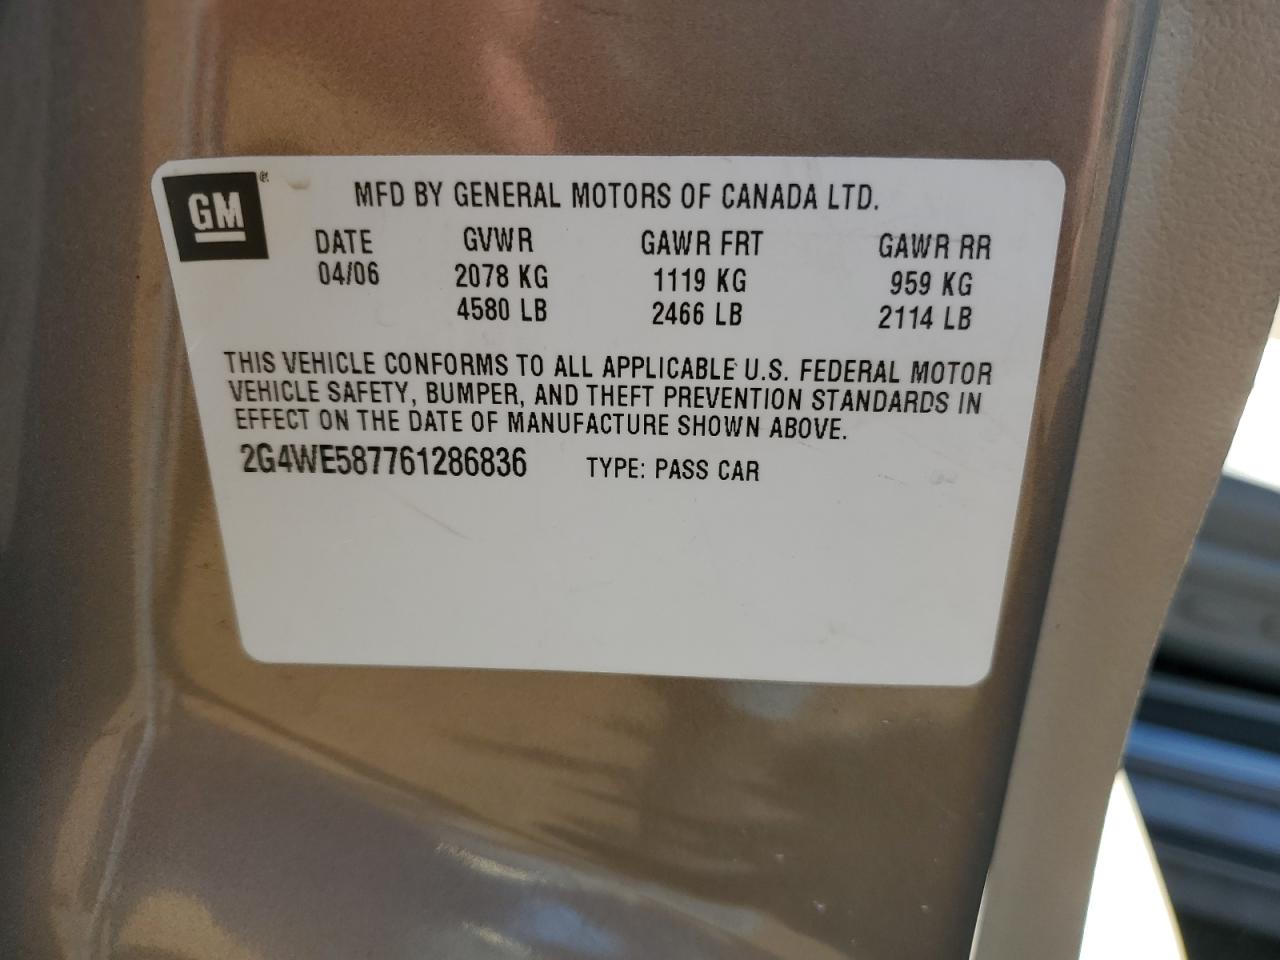 GM ®
MFD BY GENERAL MOTORS OF CANADA LTD.
DATE GVWR GAWR FRT GAWR RR
04/06 2078 KG 1119 KG 959 KG
4580 LB 2466 LB 2114 LB
THIS VEHICLE CONFORMS TO ALL APPLICABLE U.S. FEDERAL MOTOR
VEHICLE SAFETY, BUMPER, AND THEFT PREVENTION STANDARDS IN
EFFECT ON THE DATE OF MANUFACTURE SHOWN ABOVE.
2G4WE587761286836 TYPE: PASS CAR